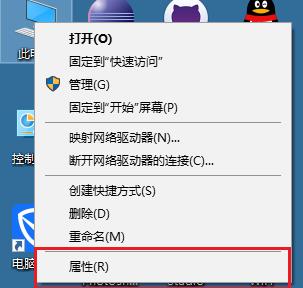 此电
打开(O)
固定到"快速访问"
管理(G)
固定到"开始"屏幕(P)
映射网络驱动器(N)...
断开网络驱动器的连接(C)...
控制
创建快捷方式(S)
删除(D)
重命名(M)
电脑
属性(R)